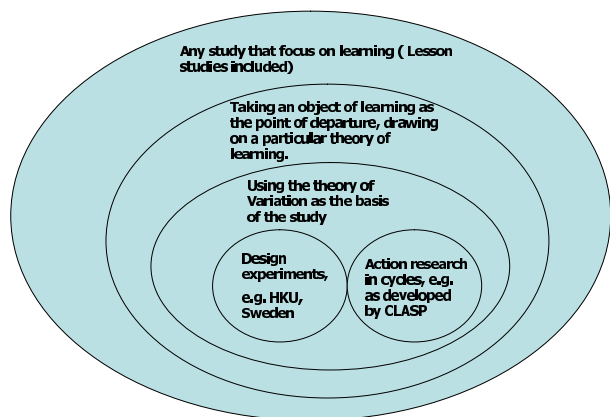 Any study that focus on learning ( Lesson
studies included)
Taking an object of learning as
the point of departure, drawing
on a particular theory of
learning.
Using the theory of
Variation as the basis
of the study
Design
experiments,
e.g. HKU,
Sweden
Action research
in cycles, e.g.
as developed
by CLASP